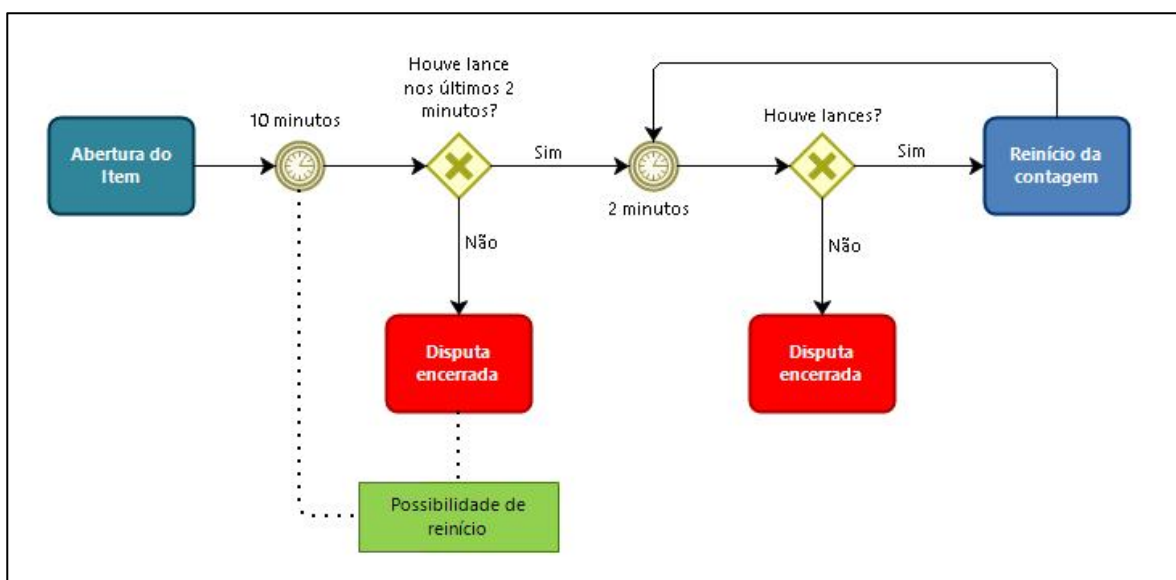 Houve lance
nos últimos 2
minutos?
10 minutos
Houve lances?
Abertura do
Item
Sim
2 minutos
Sim
Reinício da
contagem
Não
Não
Disputa
encerrada
Disputa
encerrada
Possibilidade de
reinício